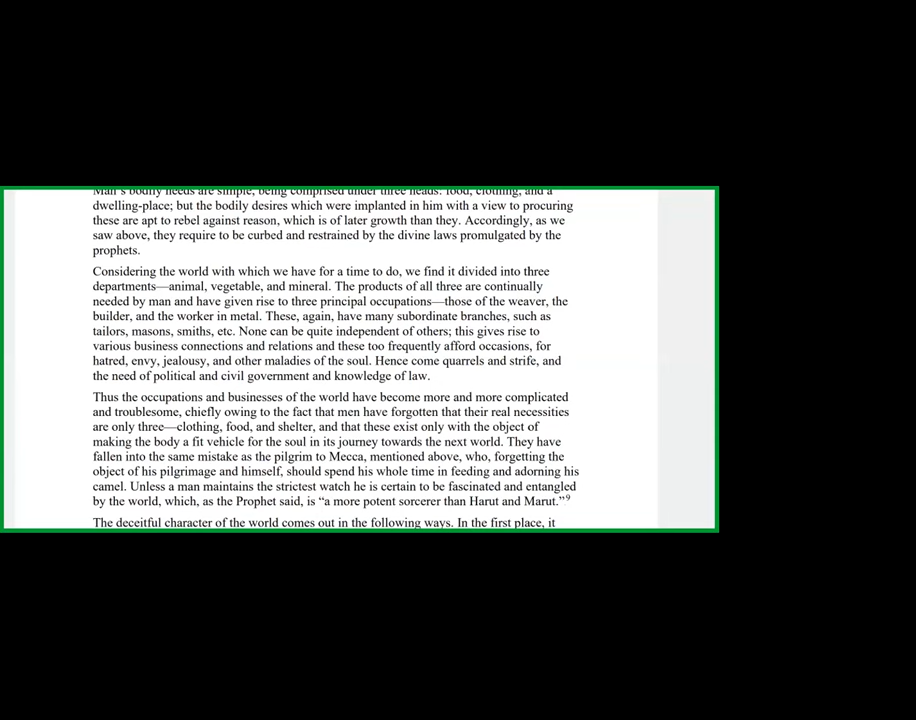 Man's bodily needs are simple, being comprised under three heads: food, clothing, and a
dwelling-place; but the bodily desires which were implanted in him with a view to procuring
these are apt to rebel against reason, which is of later growth than they. Accordingly, as we
saw above, they require to be curbed and restrained by the divine laws promulgated by the
prophets.
Considering the world with which we have for a time to do, we find it divided into three
departments—animal, vegetable, and mineral. The products of all three are continually
needed by man and have given rise to three principal occupations—those of the weaver, the
builder, and the worker in metal. These, again, have many subordinate branches, such as
tailors, masons, smiths, etc. None can be quite independent of others; this gives rise to
various business connections and relations and these too frequently afford occasions, for
hatred, envy, jealousy, and other maladies of the soul. Hence come quarrels and strife, and
the need of political and civil government and knowledge of law.
Thus the occupations and businesses of the world have become more and more complicated
and troublesome, chiefly owing to the fact that men have forgotten that their real necessities
are only three—clothing, food, and shelter, and that these exist only with the object of
making the body a fit vehicle for the soul in its journey towards the next world. They have
fallen into the same mistake as the pilgrim to Mecca, mentioned above, who, forgetting the
object of his pilgrimage and himself, should spend his whole time in feeding and adorning his
camel. Unless a man maintains the strictest watch he is certain to be fascinated and entangled
by the world, which, as the Prophet said, is “a more potent sorcerer than Harut and Marut.”⁹
The deceitful character of the world comes out in the following ways. In the first place, it